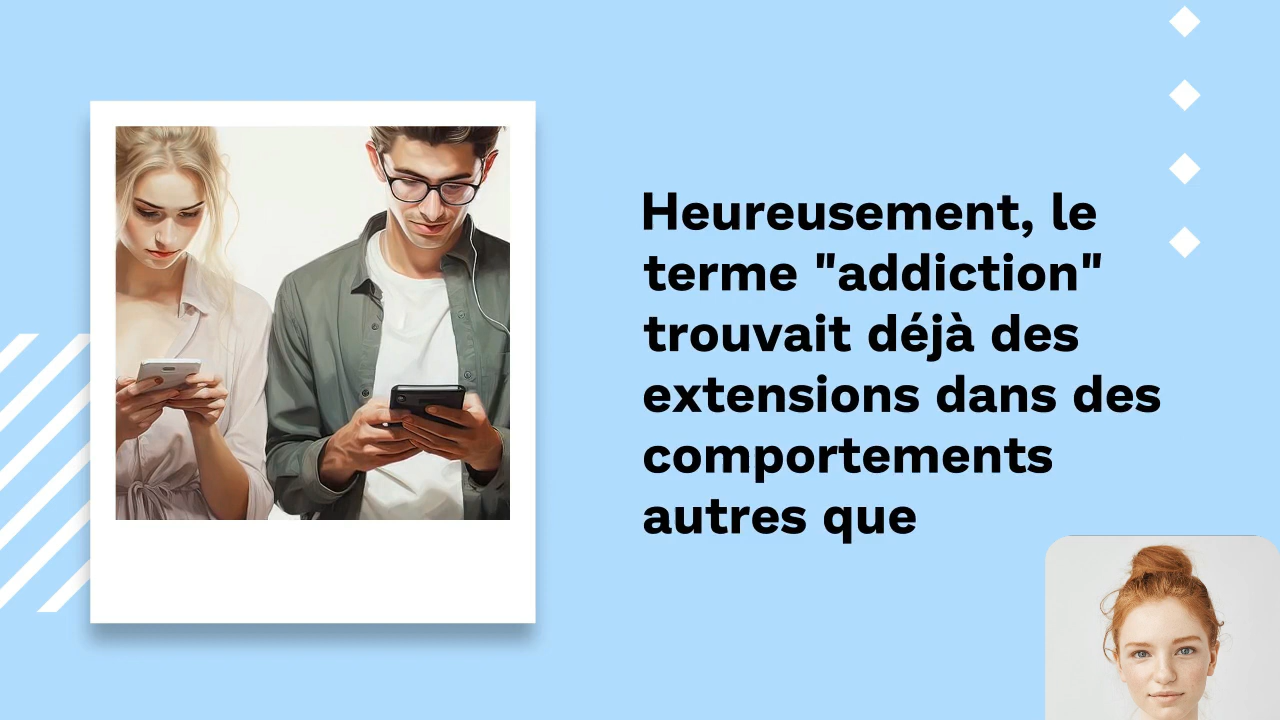 Heureusement, le
terme "addiction"
trouvait déjà des
extensions dans des
comportements
autres que